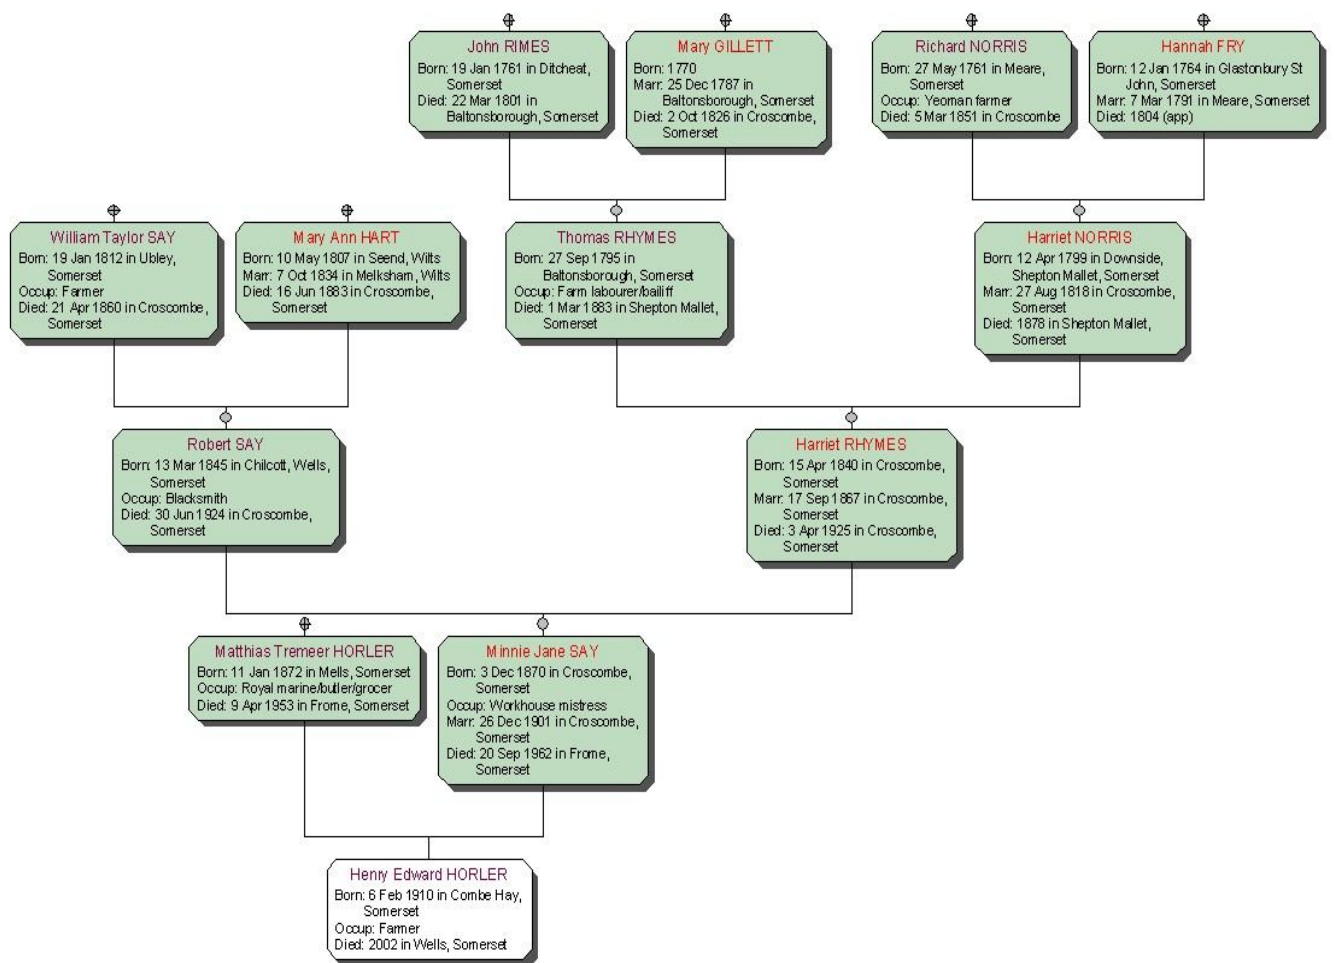 John RIMES
Born: 19 Jan 1761 in Ditcheat,
Somerset
Died: 22 Mar 1801 in
Baltonsborough, Somerset
Mary GILLETT
Born: 1770
Marr: 25 Dec 1787 in
Baltonsborough, Somerset
Died: 2 Oct 1826 in Croscombe,
Somerset
Richard NORRIS
Born: 27 May 1761 in Meare,
Somerset
Occup: Yeoman farmer
Died: 5 Mar 1851 in Croscombe
Hannah FRY
Born: 12 Jan 1764 in Glastonbury St
John, Somerset
Marr: 7 Mar 1791 in Meare, Somerset
Died: 1804 (app)
William Taylor SAY
Born: 19 Jan 1812 in Ubley,
Somerset
Occup: Farmer
Died: 21 Apr 1860 in Croscombe,
Somerset
Mary Ann HART
Born: 10 May 1807 in Seend, Wilts
Marr: 7 Oct 1834 in Melksham, Wilts
Died: 16 Jun 1883 in Croscombe,
Somerset
Thomas RHYMES
Born: 27 Sep 1795 in
Baltonsborough, Somerset
Occup: Farm labourer/bailiff
Died: 1 Mar 1883 in Shepton Mallet,
Somerset
Harriet NORRIS
Born: 12 Apr 1799 in Downside,
Shepton Mallet, Somerset
Marr: 27 Aug 1818 in Croscombe,
Somerset
Died: 1878 in Shepton Mallet,
Somerset
Robert SAY
Born: 13 Mar 1845 in Chilcott, Wells,
Somerset
Occup: Blacksmith
Died: 30 Jun 1924 in Croscombe,
Somerset
Harriet RHYMES
Born: 15 Apr 1840 in Croscombe,
Somerset
Marr: 17 Sep 1867 in Croscombe,
Somerset
Died: 3 Apr 1925 in Croscombe,
Somerset
Matthias Tremeer HORLER
Born: 11 Jan 1872 in Mells, Somerset
Occup: Royal marine/butler/grocer
Died: 9 Apr 1953 in Frome, Somerset
Minnie Jane SAY
Born: 3 Dec 1870 in Croscombe,
Somerset
Occup: Workhouse mistress
Marr: 26 Dec 1901 in Croscombe,
Somerset
Died: 20 Sep 1962 in Frome,
Somerset
Henry Edward HORLER
Born: 6 Feb 1910 in Combe Hay,
Somerset
Occup: Farmer
Died: 2002 in Wells, Somerset